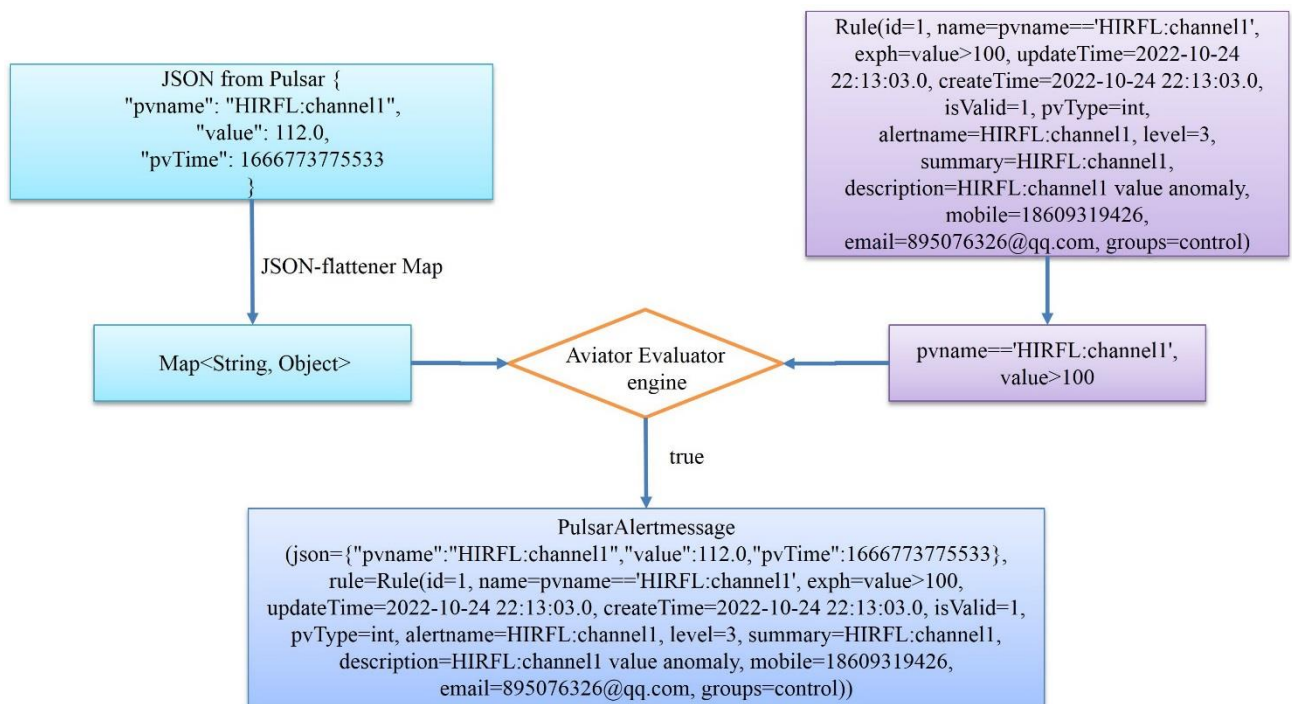 JSON from Pulsar {
"pvname": "HIRFL:channel1",
"value": 112.0,
"pvTime": 1666773775533
}
Rule(id=1, name=pvname=='HIRFL:channel1',
exph=value>100, updateTime=2022-10-24
22:13:03.0, createTime=2022-10-24 22:13:03.0,
isValid=1, pvType=int,
alertname=HIRFL:channel1, level=3,
summary=HIRFL:channel1,
description=HIRFL:channel1 value anomaly,
mobile=18609319426,
email=895076326@qq.com, groups=control)
JSON-flattener Map
Map<String, Object>
Aviator Evaluator
engine
pvname=='HIRFL:channel1',
value>100
true
PulsarAlertmessage
(json={"pvname":"HIRFL:channel1","value":112.0,"pvTime":1666773775533},
rule=Rule(id=1, name=pvname=='HIRFL:channel1', exph=value>100,
updateTime=2022-10-24 22:13:03.0, createTime=2022-10-24 22:13:03.0, isValid=1,
pvType=int, alertname=HIRFL:channel1, level=3, summary=HIRFL:channel1,
description=HIRFL:channel1 value anomaly, mobile=18609319426,
email=895076326@qq.com, groups=control))